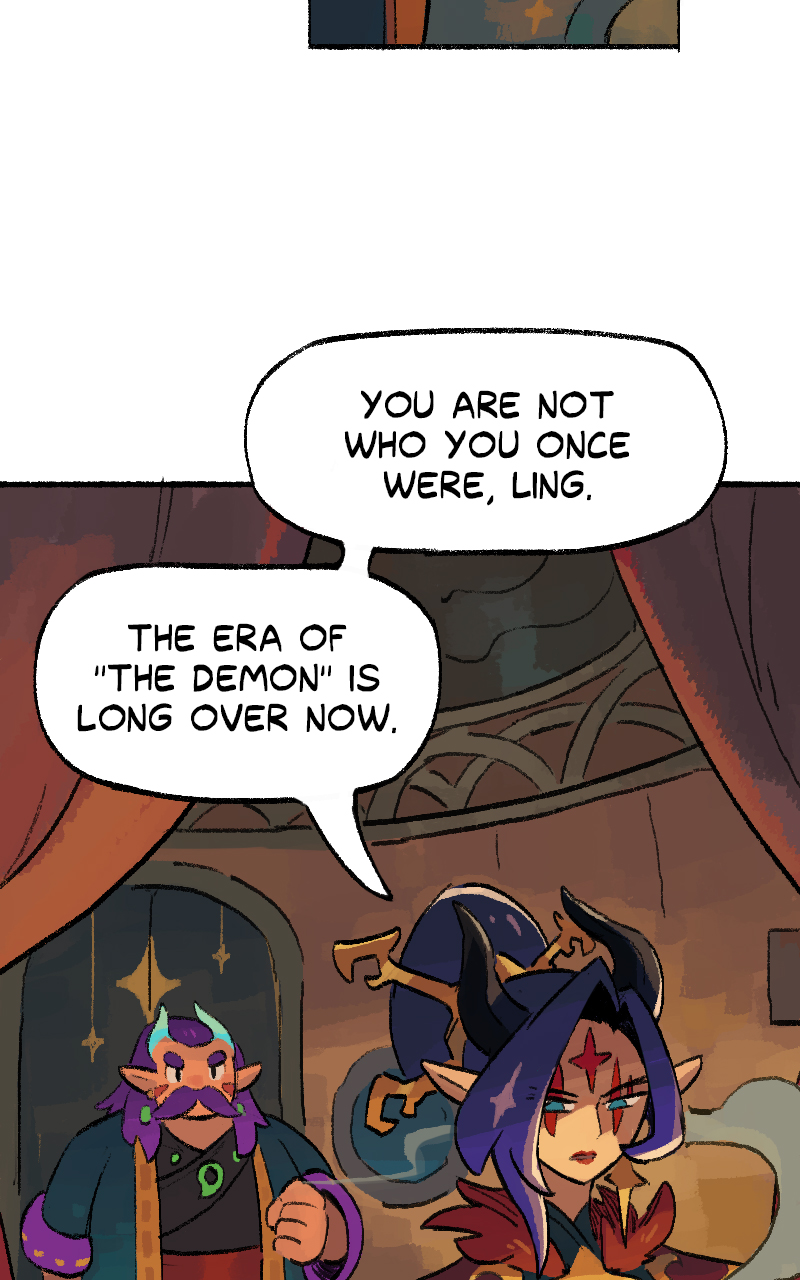 YOU ARE NOT
WHO YOU ONCE
WERE, LING.
THE ERA OF
"THE DEMON" IS
LONG OVER NOW.